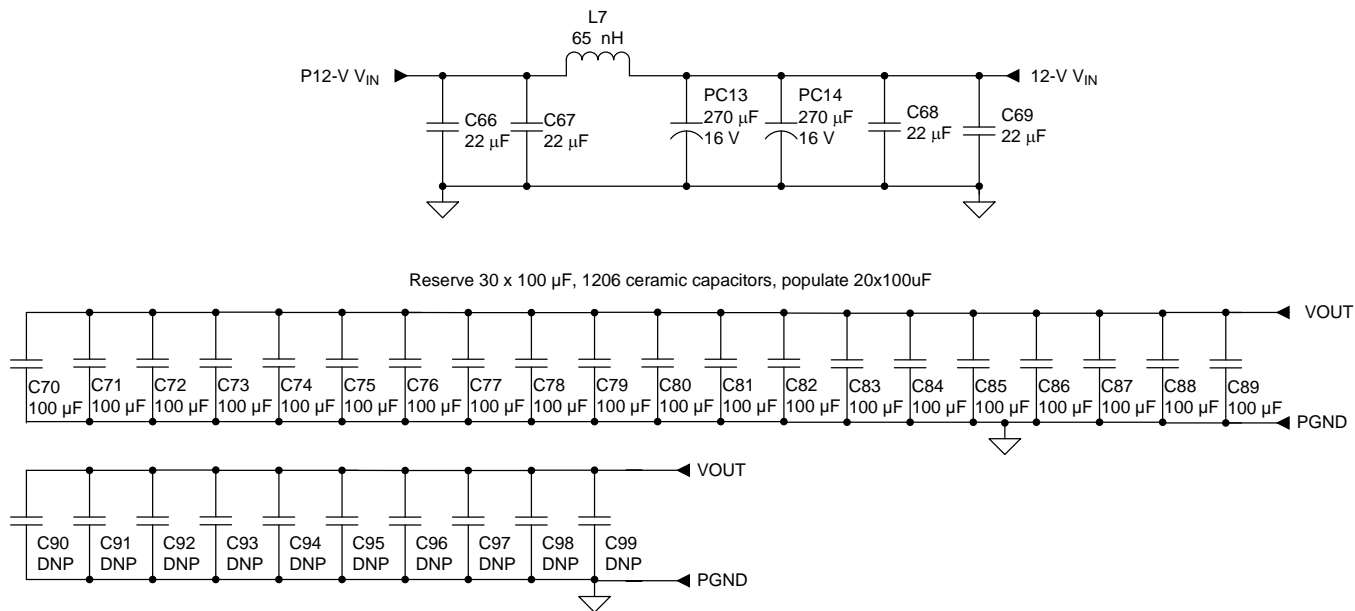 L7
65 nH
P12-V VIN
12-V VIN
C66
22 μF
C67
22 μF
PC13
270 μF
16 V
PC14
270 μF
16 V
C68
22 μF
C69
22 μF
Reserve 30 x 100 µF, 1206 ceramic capacitors, populate 20x100uF
VOUT
C70
100 µF
C71
100 µF
C72
100 µF
C73
100 µF
C74
100 µF
C75
100 µF
C76
100 µF
C77
100 µF
C78
100 µF
C79
100 µF
C80
100 µF
C81
100 µF
C82
100 µF
C83
100 µF
C84
100 µF
C85
100 µF
C86
100 µF
C87
100 µF
C88
100 µF
C89
100 µF
PGND
VOUT
C90
DNP
C91
DNP
C92
DNP
C93
DNP
C94
DNP
C95
DNP
C96
DNP
C97
DNP
C98
DNP
C99
DNP
PGND